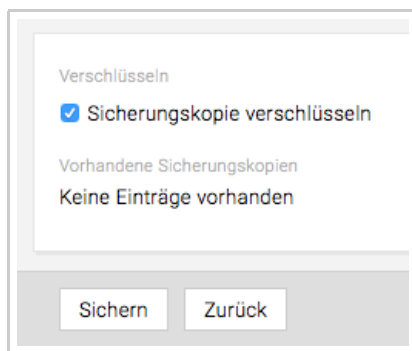 Verschlüsseln
Sicherungskopie verschlüsseln
Vorhandene Sicherungskopien
Keine Einträge vorhanden
Sichern Zurück